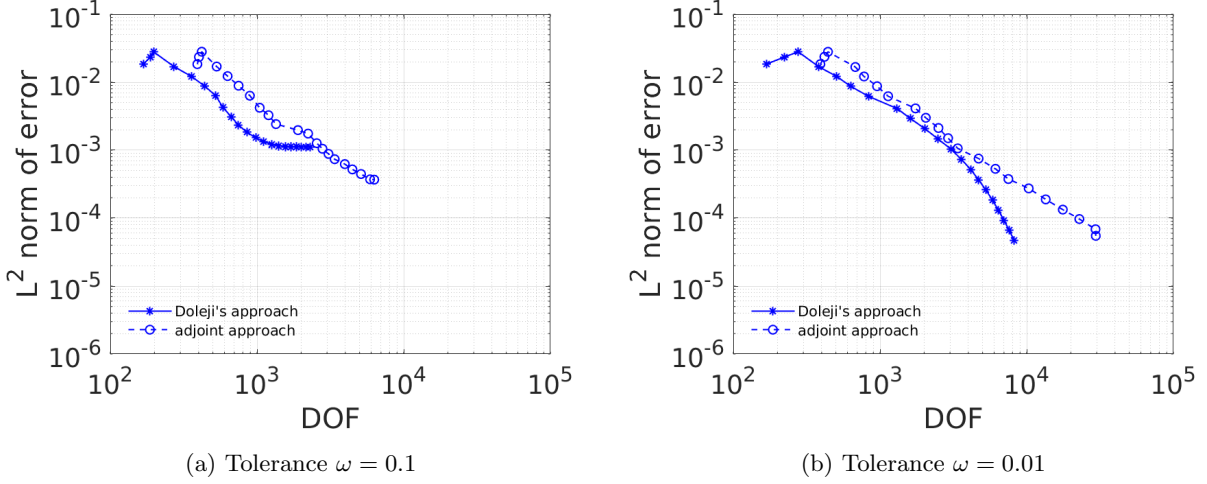 10^-1
10^-2
10^-3
10^-4
10^-5
10^-6
L^2 norm of error
Doleji's approach
adjoint approach
10^2 10^3 10^4 10^5
DOF
(a) Tolerance ω = 0.1
10^-1
10^-2
10^-3
10^-4
10^-5
10^-6
L^2 norm of error
Doleji's approach
adjoint approach
10^2 10^3 10^4 10^5
DOF
(b) Tolerance ω = 0.01